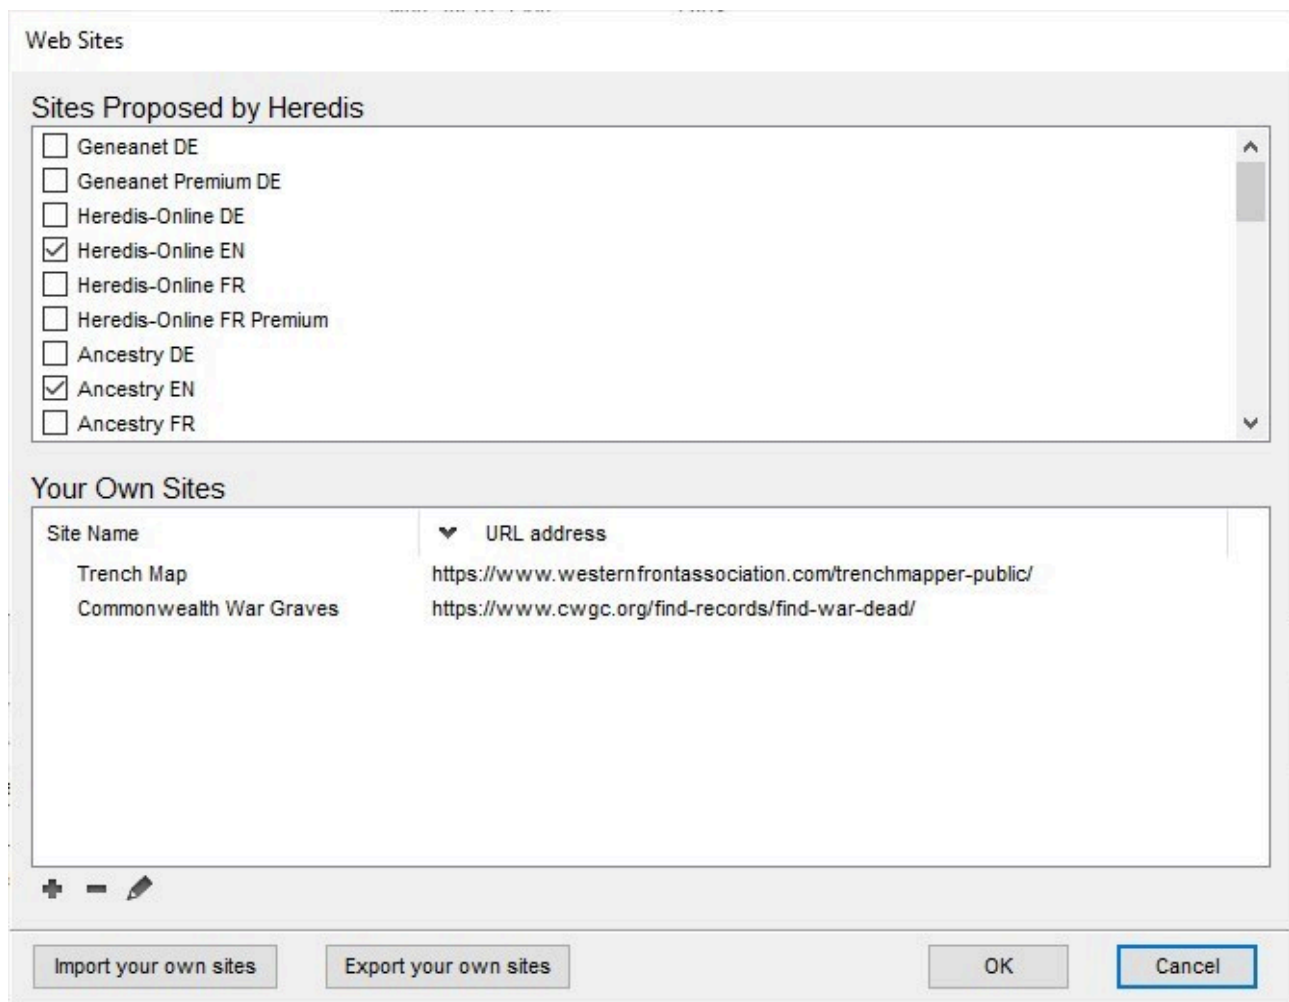 Web Sites
Sites Proposed by Heredis
Geneanet DE
Geneanet Premium DE
Heredis-Online DE
Heredis-Online EN
Heredis-Online FR
Heredis-Online FR Premium
Ancestry DE
Ancestry EN
Ancestry FR
Your Own Sites
Site Name URL address
Trench Map https://www.westernfrontassociation.com/trenchmapper-public/
Commonwealth War Graves https://www.cwgc.org/find-records/find-war-dead/
Import your own sites Export your own sites OK Cancel